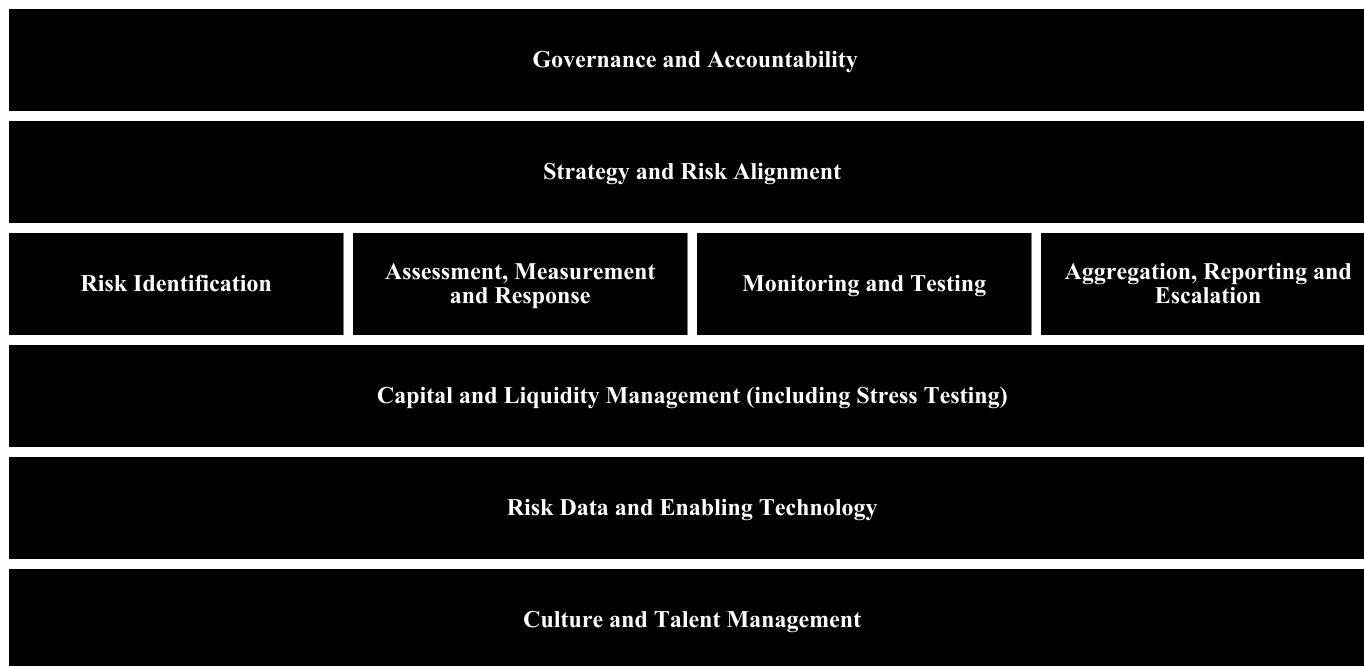 Governance and Accountability
Strategy and Risk Alignment
Risk Identification
Assessment, Measurement
and Response
Monitoring and Testing
Aggregation, Reporting and
Escalation
Capital and Liquidity Management (including Stress Testing)
Risk Data and Enabling Technology
Culture and Talent Management